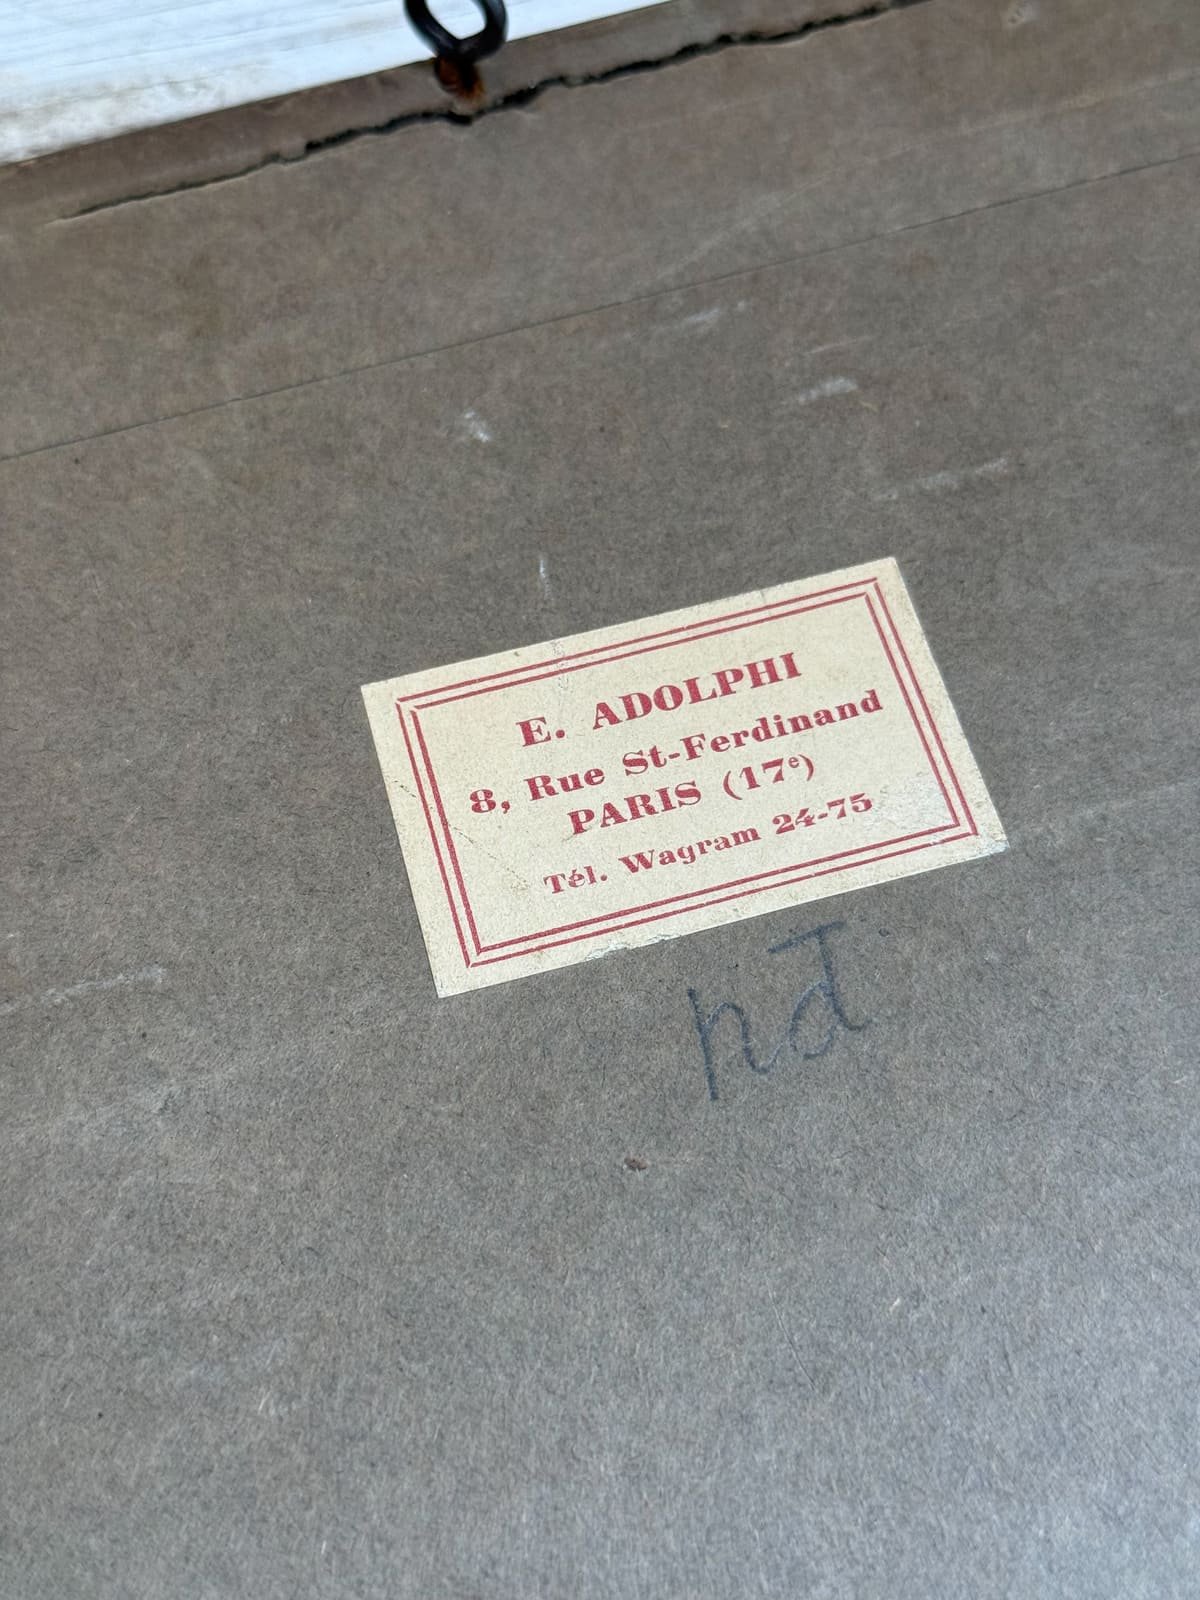 E. ADOLPHI
8, Rue St-Ferdinand
PARIS (17ᵉ)
Tél. Wagram 24-75